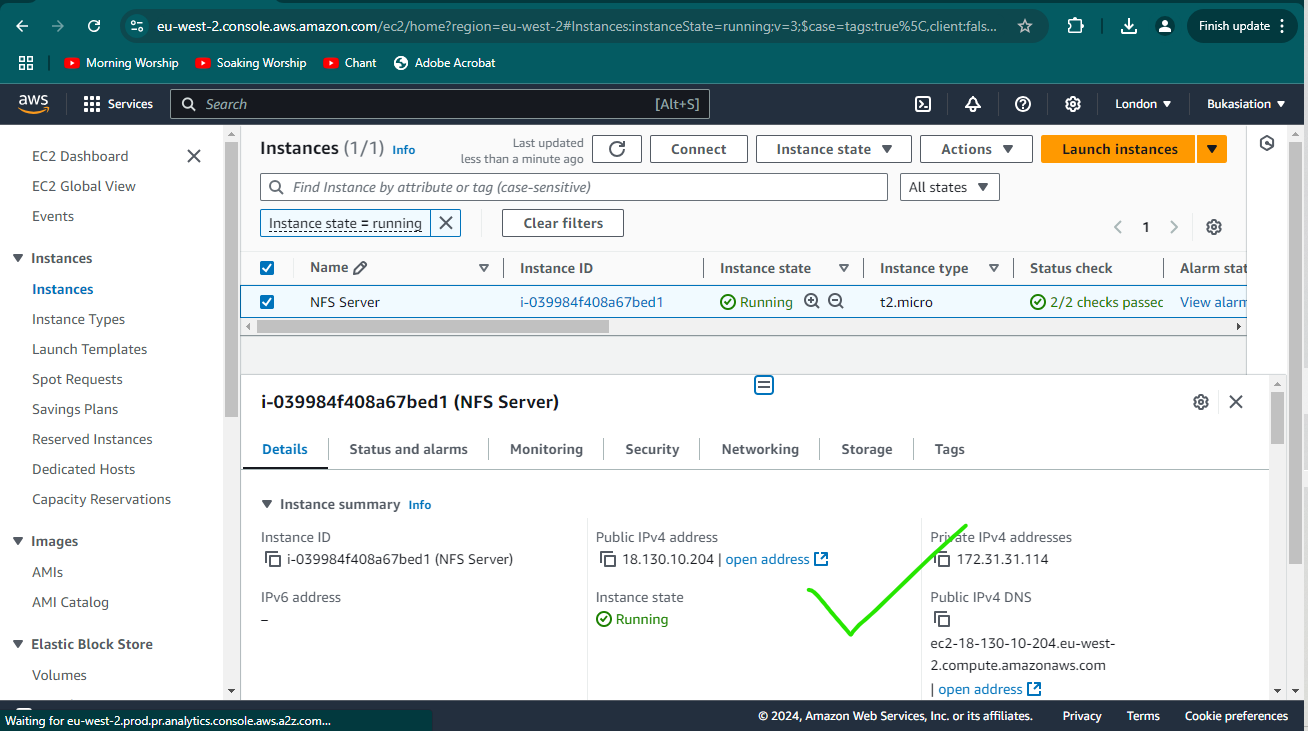 eu-west-2.console.aws.amazon.com/ec2/home?region=eu-west-2#Instances:instanceState=running;v=3;$case=tags:true%5C,client:fals...
Finish update
Morning Worship
Soaking Worship
Chant
Adobe Acrobat
aws
Services
Search
[Alt+S]
London
Bukasiation
EC2 Dashboard
EC2 Global View
Events
Instances
Instances
Instance Types
Launch Templates
Spot Requests
Savings Plans
Reserved Instances
Dedicated Hosts
Capacity Reservations
Images
AMIs
AMI Catalog
Elastic Block Store
Volumes
Instances (1/1) Info
Last updated
less than a minute ago
Connect
Instance state
Actions
Launch instances
Find Instance by attribute or tag (case-sensitive)
All states
Instance state = running
Clear filters
1
Name
Instance ID
Instance state
Instance type
Status check
Alarm stat
NFS Server
i-039984f408a67bed1
Running
t2.micro
2/2 checks passec
View alarm
i-039984f408a67bed1 (NFS Server)
Details
Status and alarms
Monitoring
Security
Networking
Storage
Tags
Instance summary Info
Instance ID
i-039984f408a67bed1 (NFS Server)
Public IPv4 address
18.130.10.204 | open address
Private IPv4 addresses
172.31.31.114
IPv6 address
–
Instance state
Running
Public IPv4 DNS
ec2-18-130-10-204.eu-west-
2.compute.amazonaws.com
| open address
Waiting for eu-west-2.prod.pr.analytics.console.aws.a2z.com...
© 2024, Amazon Web Services, Inc. or its affiliates.
Privacy
Terms
Cookie preferences